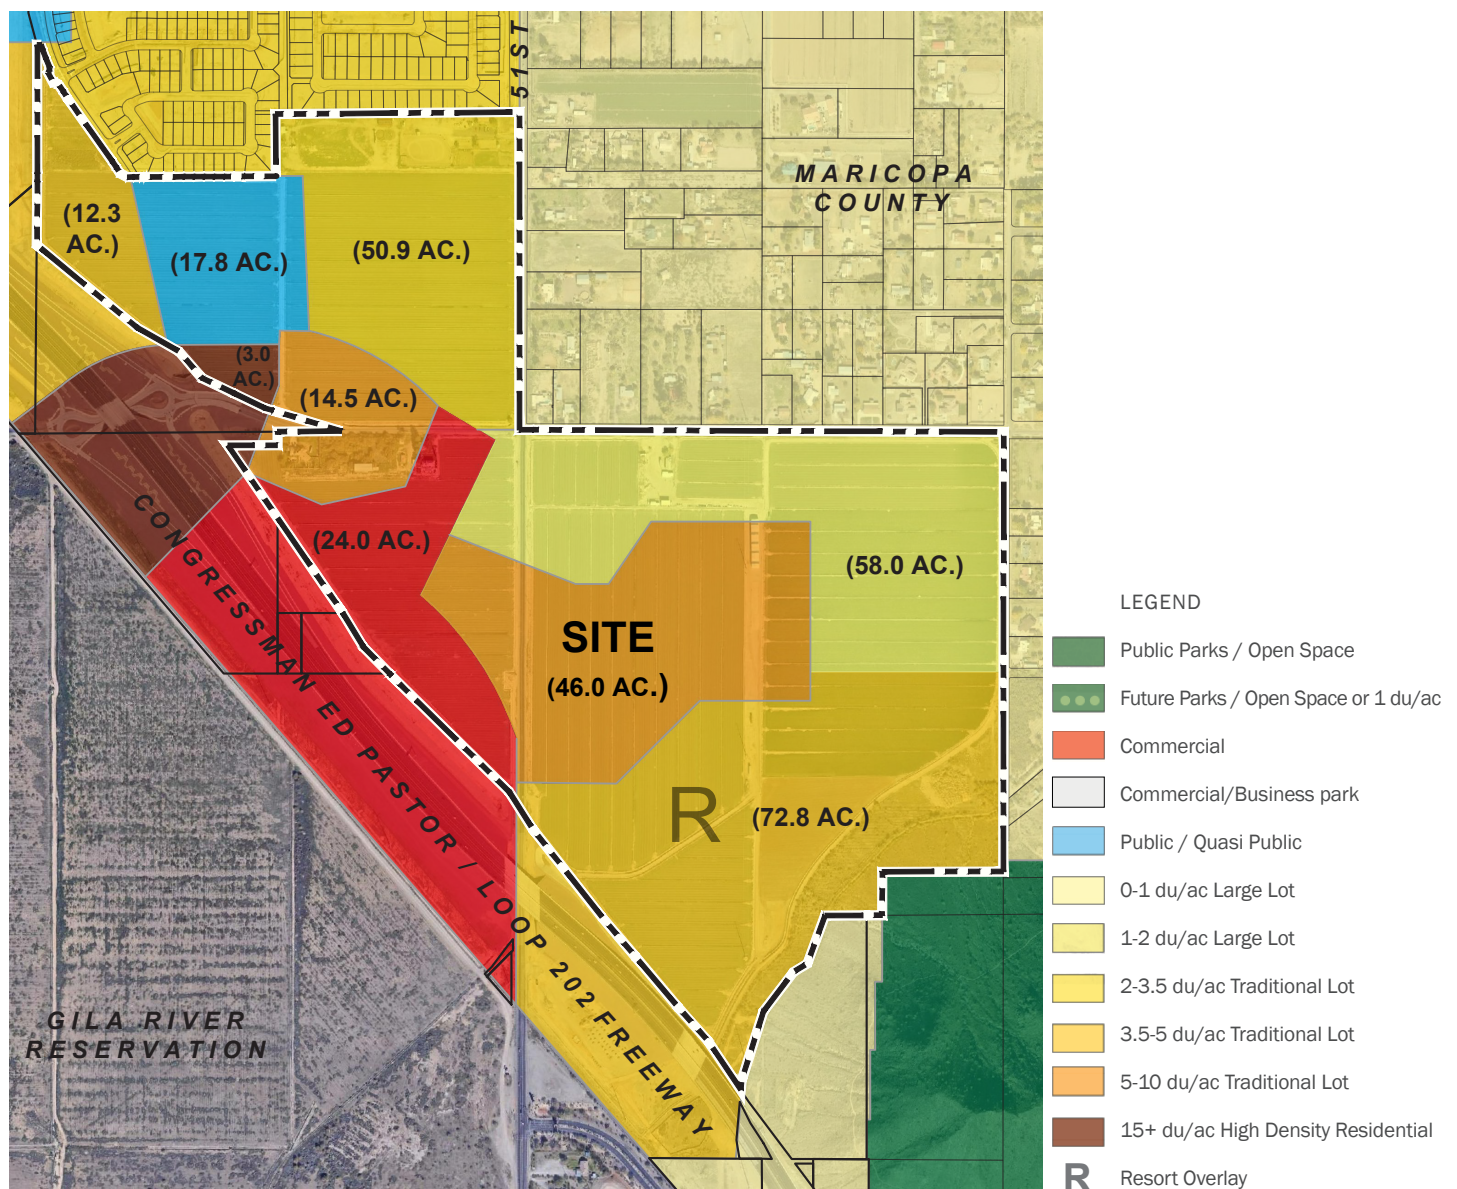 51ST
MARICOPA
COUNTY
(12.3
AC.)
(17.8 AC.)
(50.9 AC.)
(3.0
AC.)
(14.5 AC.)
(24.0 AC.)
(58.0 AC.)
SITE
(46.0 AC.)
R
(72.8 AC.)
CONGRESSMAN ED PASTOR / LOOP 202 FREEWAY
GILA RIVER
RESERVATION
LEGEND
Public Parks / Open Space
Future Parks / Open Space or 1 du/ac
Commercial
Commercial/Business park
Public / Quasi Public
0-1 du/ac Large Lot
1-2 du/ac Large Lot
2-3.5 du/ac Traditional Lot
3.5-5 du/ac Traditional Lot
5-10 du/ac Traditional Lot
15+ du/ac High Density Residential
R Resort Overlay